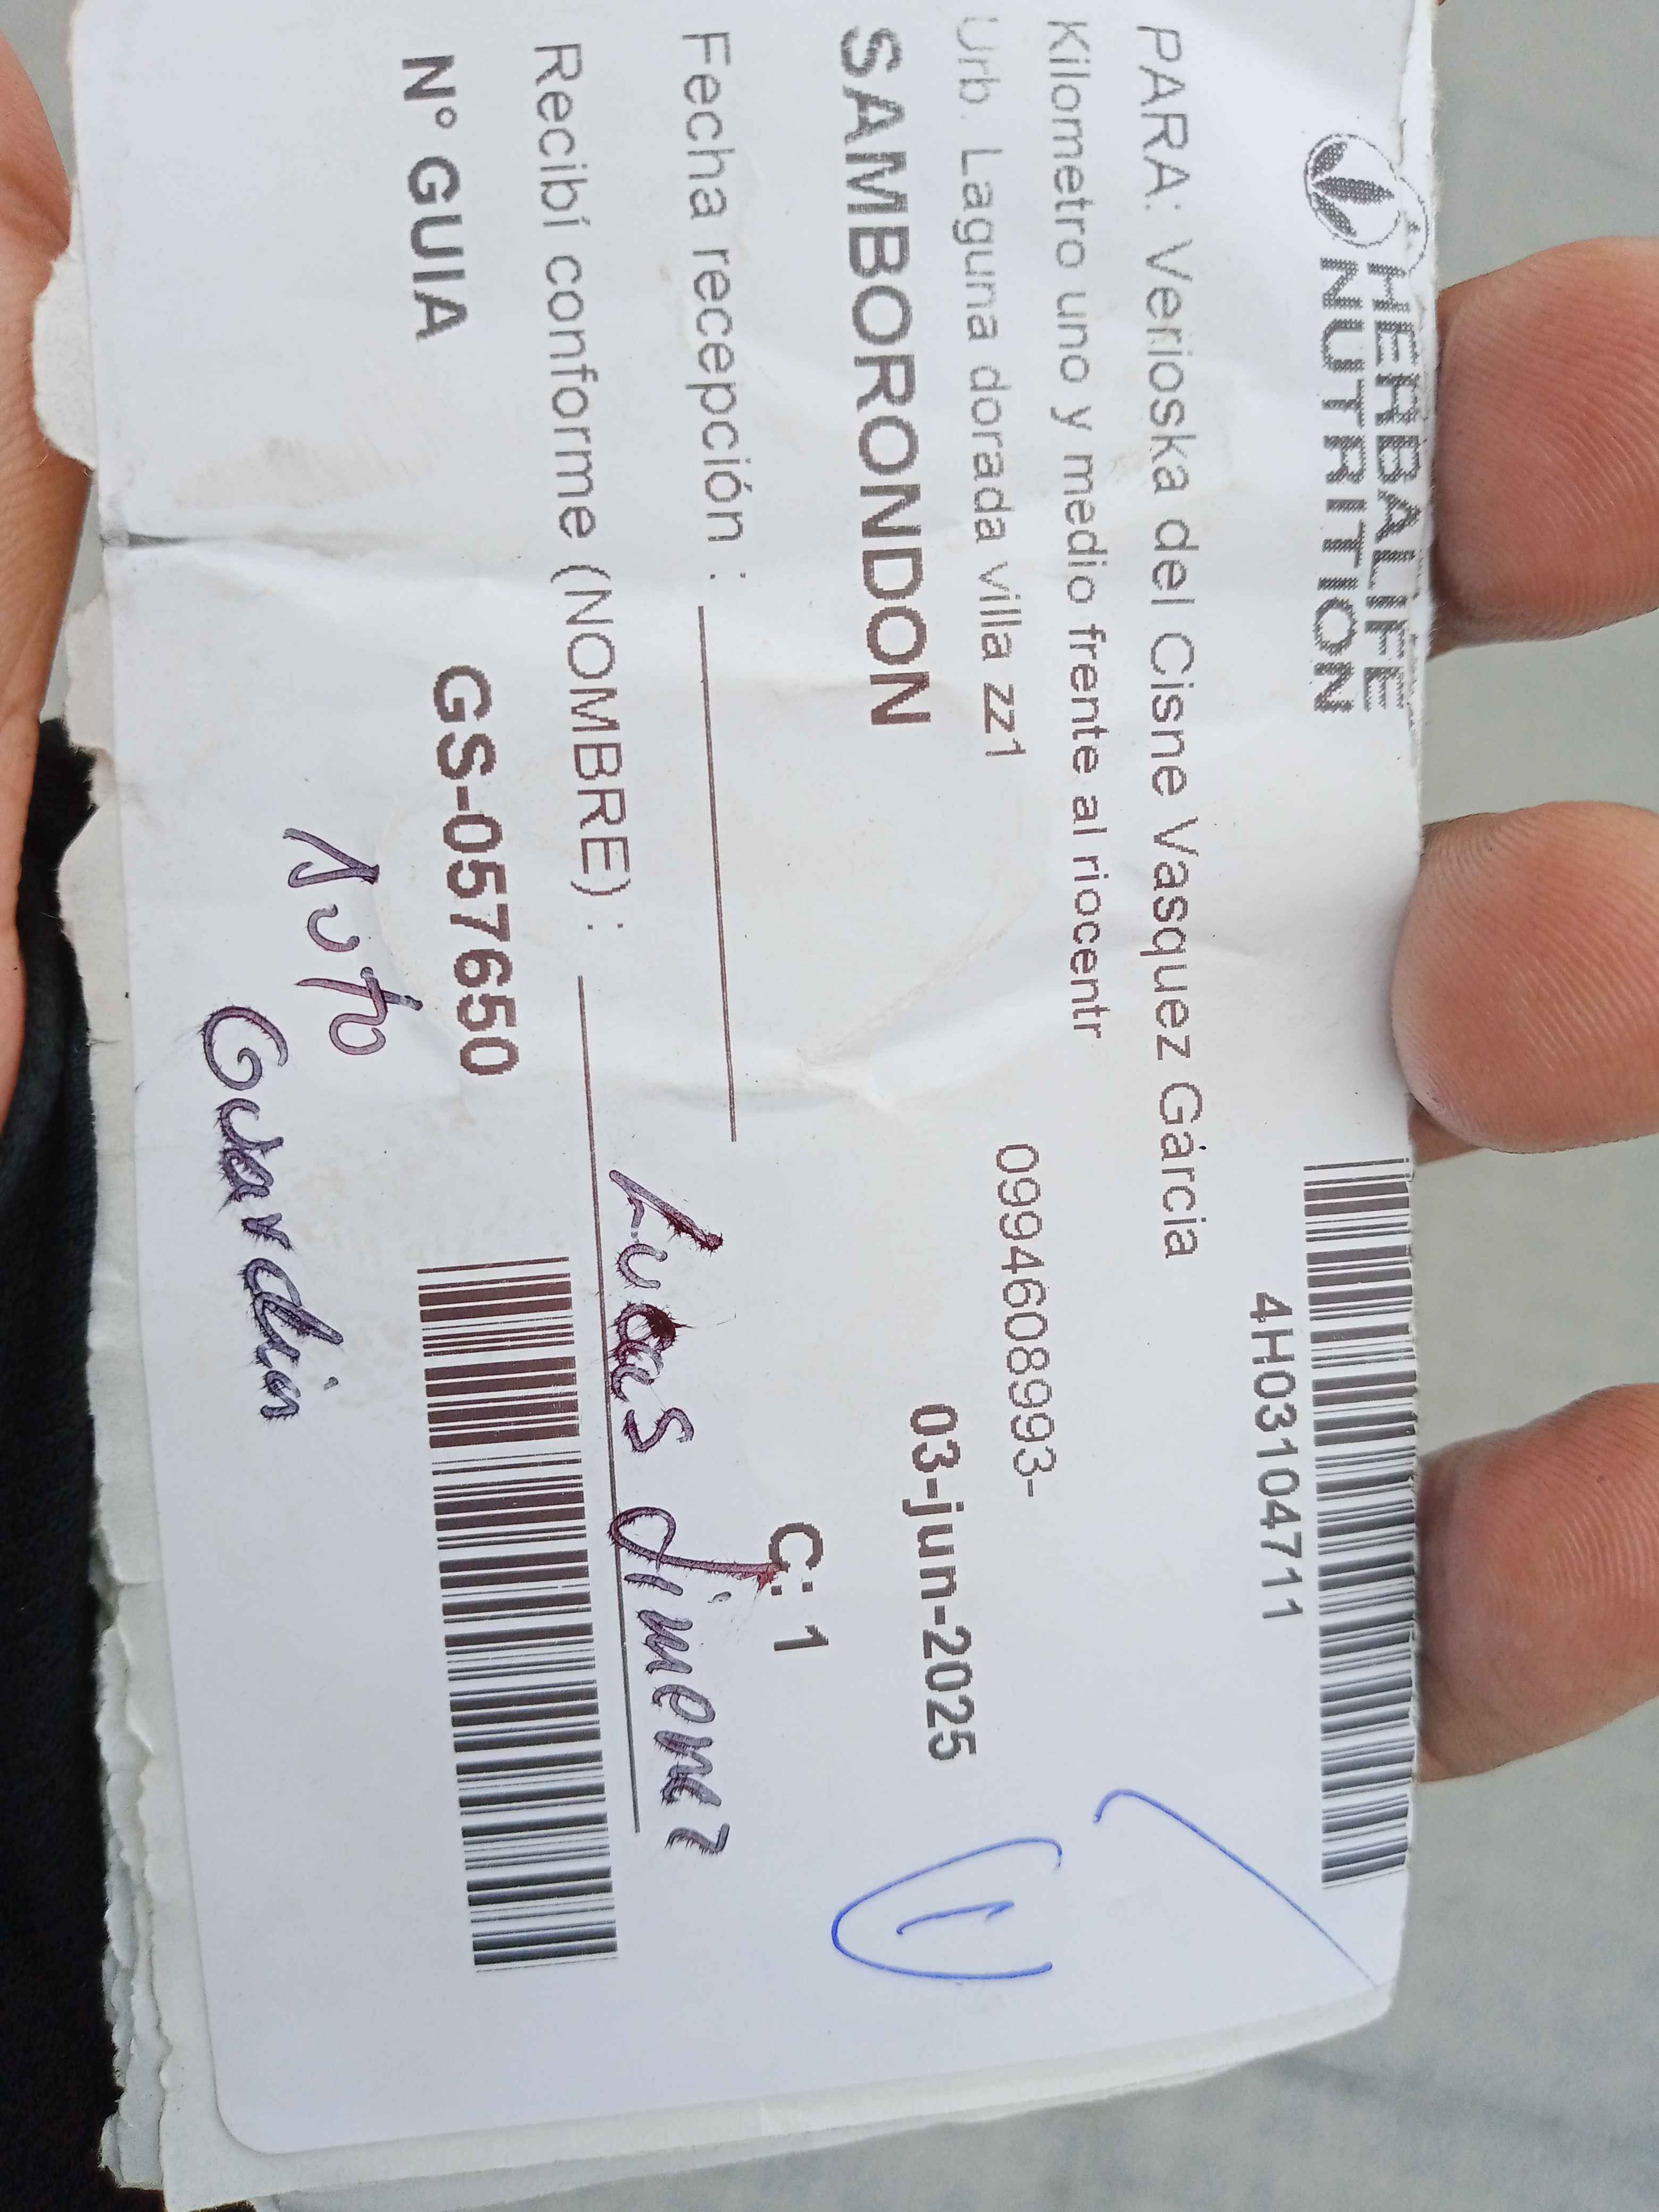 HERBALIFE
NUTRITION
4H03104711
PARA: Verioska del Cisne Vasquez Garcia
Kilometro uno y medio frente al riocentr
Urb. Laguna dorada villa zz1
0994608993-
SAMBORONDON
03-jun-2025
1
C: 1
Fecha recepción :
Recibí conforme (NOMBRE) : Lucas Jimenez
N° GUIA
GS-057650
Guardia